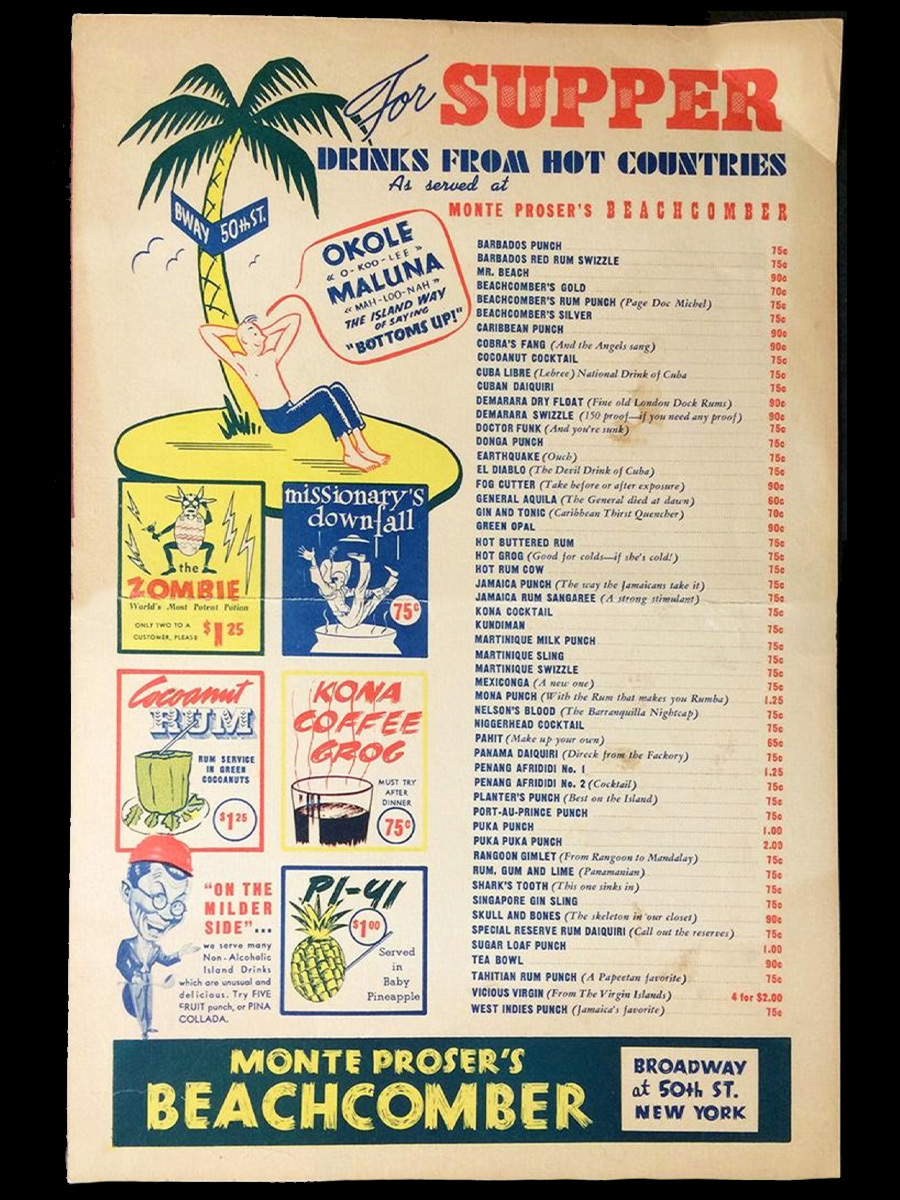 For SUPPER
DRINKS FROM HOT COUNTRIES
As served at
MONTE PROSER'S BEACHCOMBER
BWAY 50th ST.
OKOLE
« O-KOO-LEE »
MALUNA
« MAH-LOO-NAH »
THE ISLAND WAY
OF SAYING
"BOTTOMS UP!"
the
ZOMBIE
World's Most Potent Potion
ONLY TWO TO A
CUSTOMER, PLEASE
$1 25
missionary's
downfall
75c
Cocoanut
RUM
RUM SERVICE
IN GREEN
COCOANUTS
$1 25
KONA
COFFEE
GROG
MUST TRY
AFTER
DINNER
75c
"ON THE
MILDER
SIDE"...
we serve many
Non-Alcoholic
Island Drinks
which are unusual and
delicious. Try FIVE
FRUIT punch, or PINA
COLLADA.
PI-YI
$1 00
Served
in
Baby
Pineapple
BARBADOS PUNCH 75c
BARBADOS RED RUM SWIZZLE 75c
MR. BEACH 90c
BEACHCOMBER'S GOLD 70c
BEACHCOMBER'S RUM PUNCH (Page Doc Michel) 75c
BEACHCOMBER'S SILVER 75c
CARIBBEAN PUNCH 90c
COBRA'S FANG (And the Angels sang) 90c
COCOANUT COCKTAIL 75c
CUBA LIBRE (Lebree) National Drink of Cuba 75c
CUBAN DAIQUIRI 75c
DEMARARA DRY FLOAT (Fine old London Dock Rums) 90c
DEMARARA SWIZZLE (150 proof—if you need any proof) 90c
DOCTOR FUNK (And you're sunk) 75c
DONGA PUNCH 75c
EARTHQUAKE (Ouch) 75c
EL DIABLO (The Devil Drink of Cuba) 75c
FOG CUTTER (Take before or after exposure) 90c
GENERAL AQUILA (The General died at dawn) 60c
GIN AND TONIC (Caribbean Thirst Quencher) 70c
GREEN OPAL 90c
HOT BUTTERED RUM 75c
HOT GROG (Good for colds—if she's cold!) 75c
HOT RUM COW 75c
JAMAICA PUNCH (The way the Jamaicans take it) 75c
JAMAICA RUM SANGAREE (A strong stimulant) 75c
KONA COCKTAIL 75c
KUNDIMAN 75c
MARTINIQUE MILK PUNCH 75c
MARTINIQUE SLING 75c
MARTINIQUE SWIZZLE 75c
MEXICONGA (A new one) 75c
MONA PUNCH (With the Rum that makes you Rumba) 1.25
NELSON'S BLOOD (The Barranquilla Nightcap) 75c
NIGGERHEAD COCKTAIL 75c
PAHIT (Make up your own) 65c
PANAMA DAIQUIRI (Direck from the Fackory) 75c
PENANG AFRIDIDI No. 1 1.25
PENANG AFRIDIDI No. 2 (Cocktail) 75c
PLANTER'S PUNCH (Best on the Island) 75c
PORT-AU-PRINCE PUNCH 75c
PUKA PUNCH 1.00
PUKA PUKA PUNCH 2.00
RANGOON GIMLET (From Rangoon to Mandalay) 75c
RUM, GUM AND LIME (Panamanian) 75c
SHARK'S TOOTH (This one sinks in) 75c
SINGAPORE GIN SLING 75c
SKULL AND BONES (The skeleton in our closet) 90c
SPECIAL RESERVE RUM DAIQUIRI (Call out the reserves) 75c
SUGAR LOAF PUNCH 1.00
TEA BOWL 90c
TAHITIAN RUM PUNCH (A Papeetan favorite) 75c
VICIOUS VIRGIN (From The Virgin Islands) 4 for $2.00
WEST INDIES PUNCH (Jamaica's favorite) 75c
MONTE PROSER'S
BEACHCOMBER
BROADWAY
at 50th ST.
NEW YORK